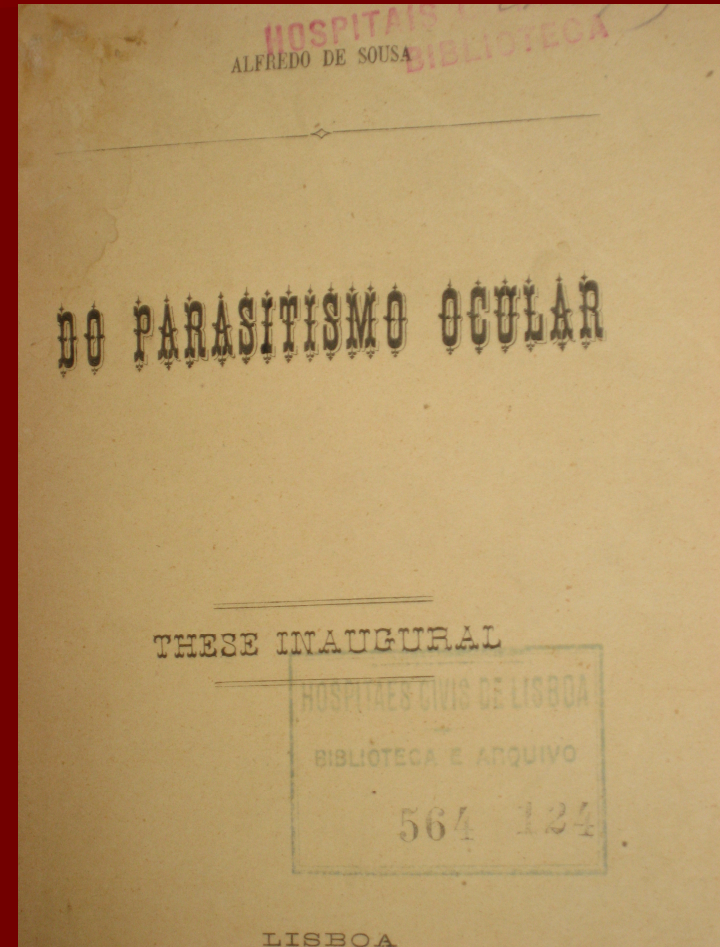 HOSPITAIS
BIBLIOTECA
ALFREDO DE SOUSA
DO PARASITISMO OCULAR
THESE INAUGURAL
HOSPITAES CIVIS DE LISBOA
BIBLIOTECA E ARQUIVO
564 124
LISBOA